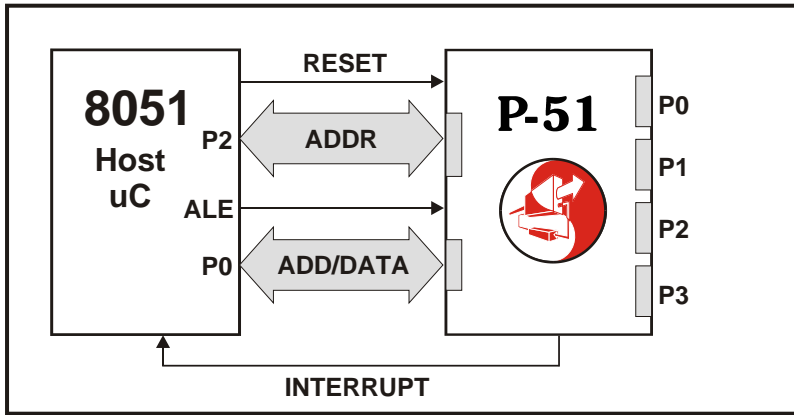 RESET
8051
Host
uC
P2
ADDR
ALE
P0
ADD/DATA
P-51
P0
P1
P2
P3
INTERRUPT